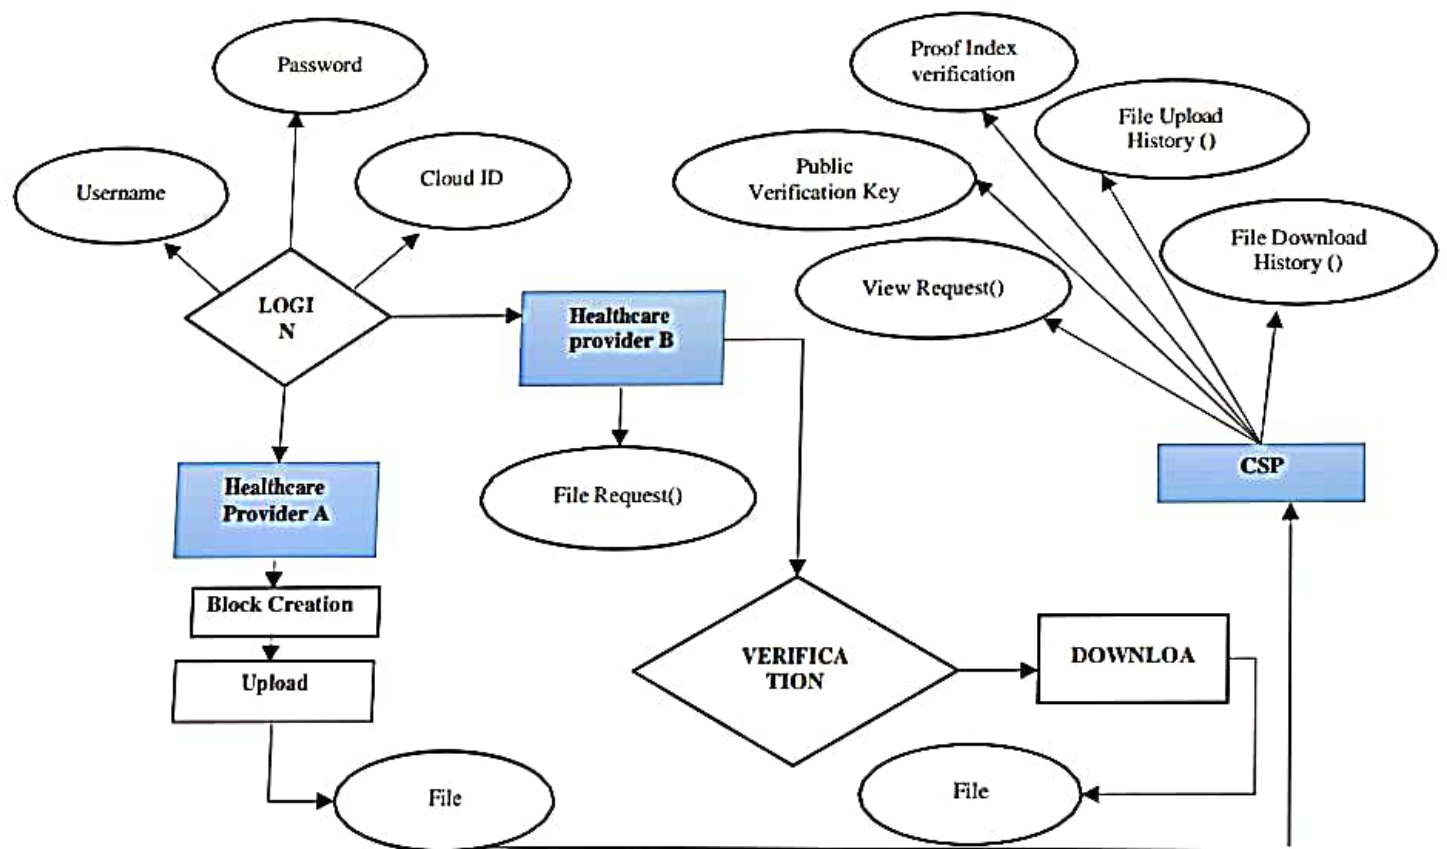 Password
Proof Index
verification
File Upload
History ()
Username
Cloud ID
Public
Verification Key
File Download
History ()
View Request()
LOGI
N
Healthcare
provider B
CSP
Healthcare
Provider A
File Request()
Block Creation
Upload
VERIFICA
TION
DOWNLOA
File
File